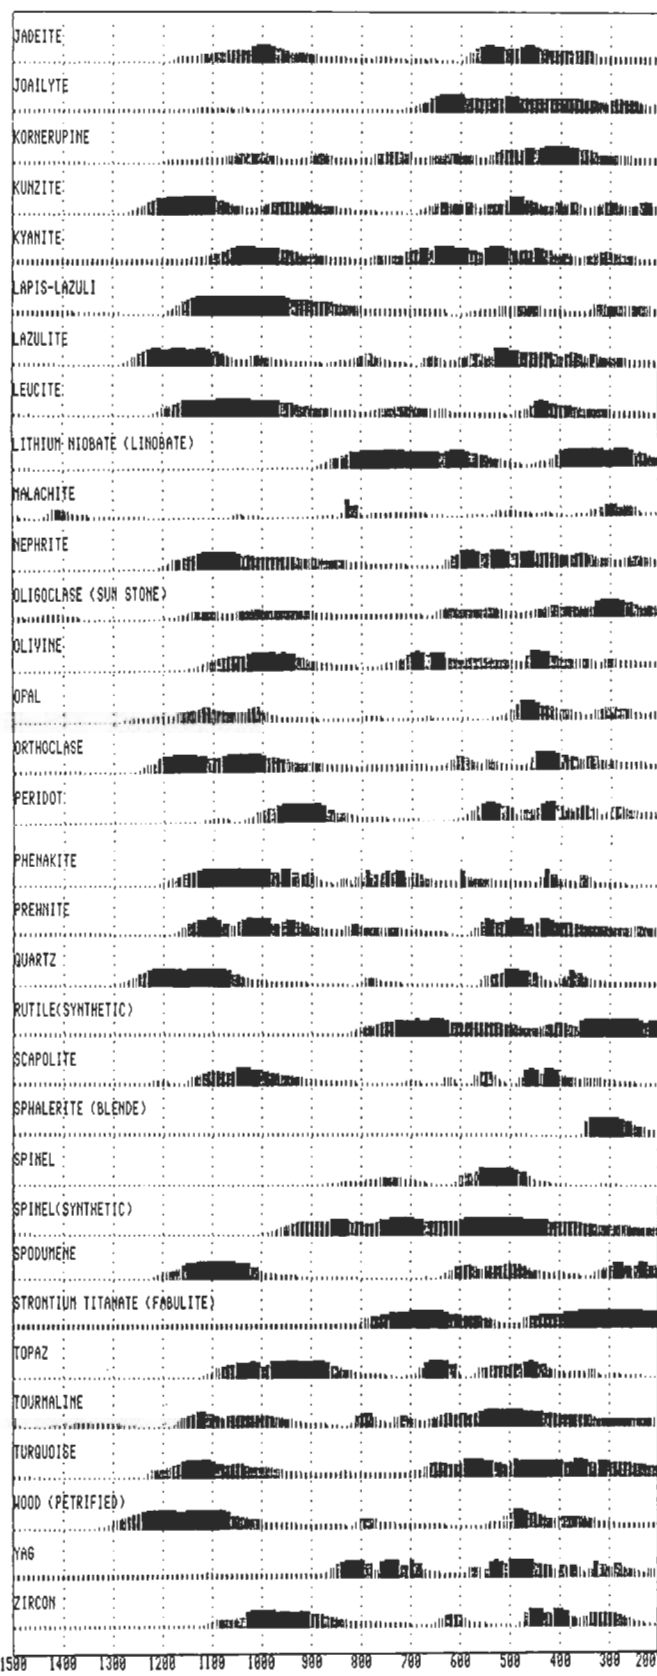 JADEITE
JOAILYTE
KORNERUPINE
KUNZITE
KYANITE
LAPIS-LAZULI
LAZULITE
LEUCITE
LITHIUM NIOBATE (LINOBATE)
MALACHITE
NEPHRITE
OLIGOCLASE (SUN STONE)
OLIVINE
OPAL
ORTHOCLASE
PERIDOT
PHENAKITE
PREHNITE
QUARTZ
RUTILE(SYNTHETIC)
SCAPOLITE
SPHALERITE (BLENDE)
SPINEL
SPINEL(SYNTHETIC)
SPODUMENE
STRONTIUM TITANATE (FABULITE)
TOPAZ
TOURMALINE
TURQUOISE
WOOD (PETRIFIED)
YAG
ZIRCON
1500 1400 1300 1200 1100 1000 900 800 700 600 500 400 300 200